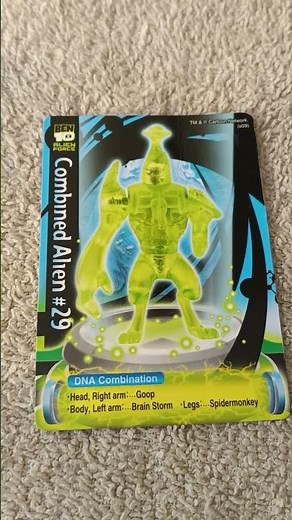 BEN
10
ALIEN
FORCE
TM & © Cartoon Network.
(s09)
Combined Alien #29
DNA Combination
·Head, Right arm:...Goop
·Body, Left arm:...Brain Storm ·Legs:...Spidermonkey